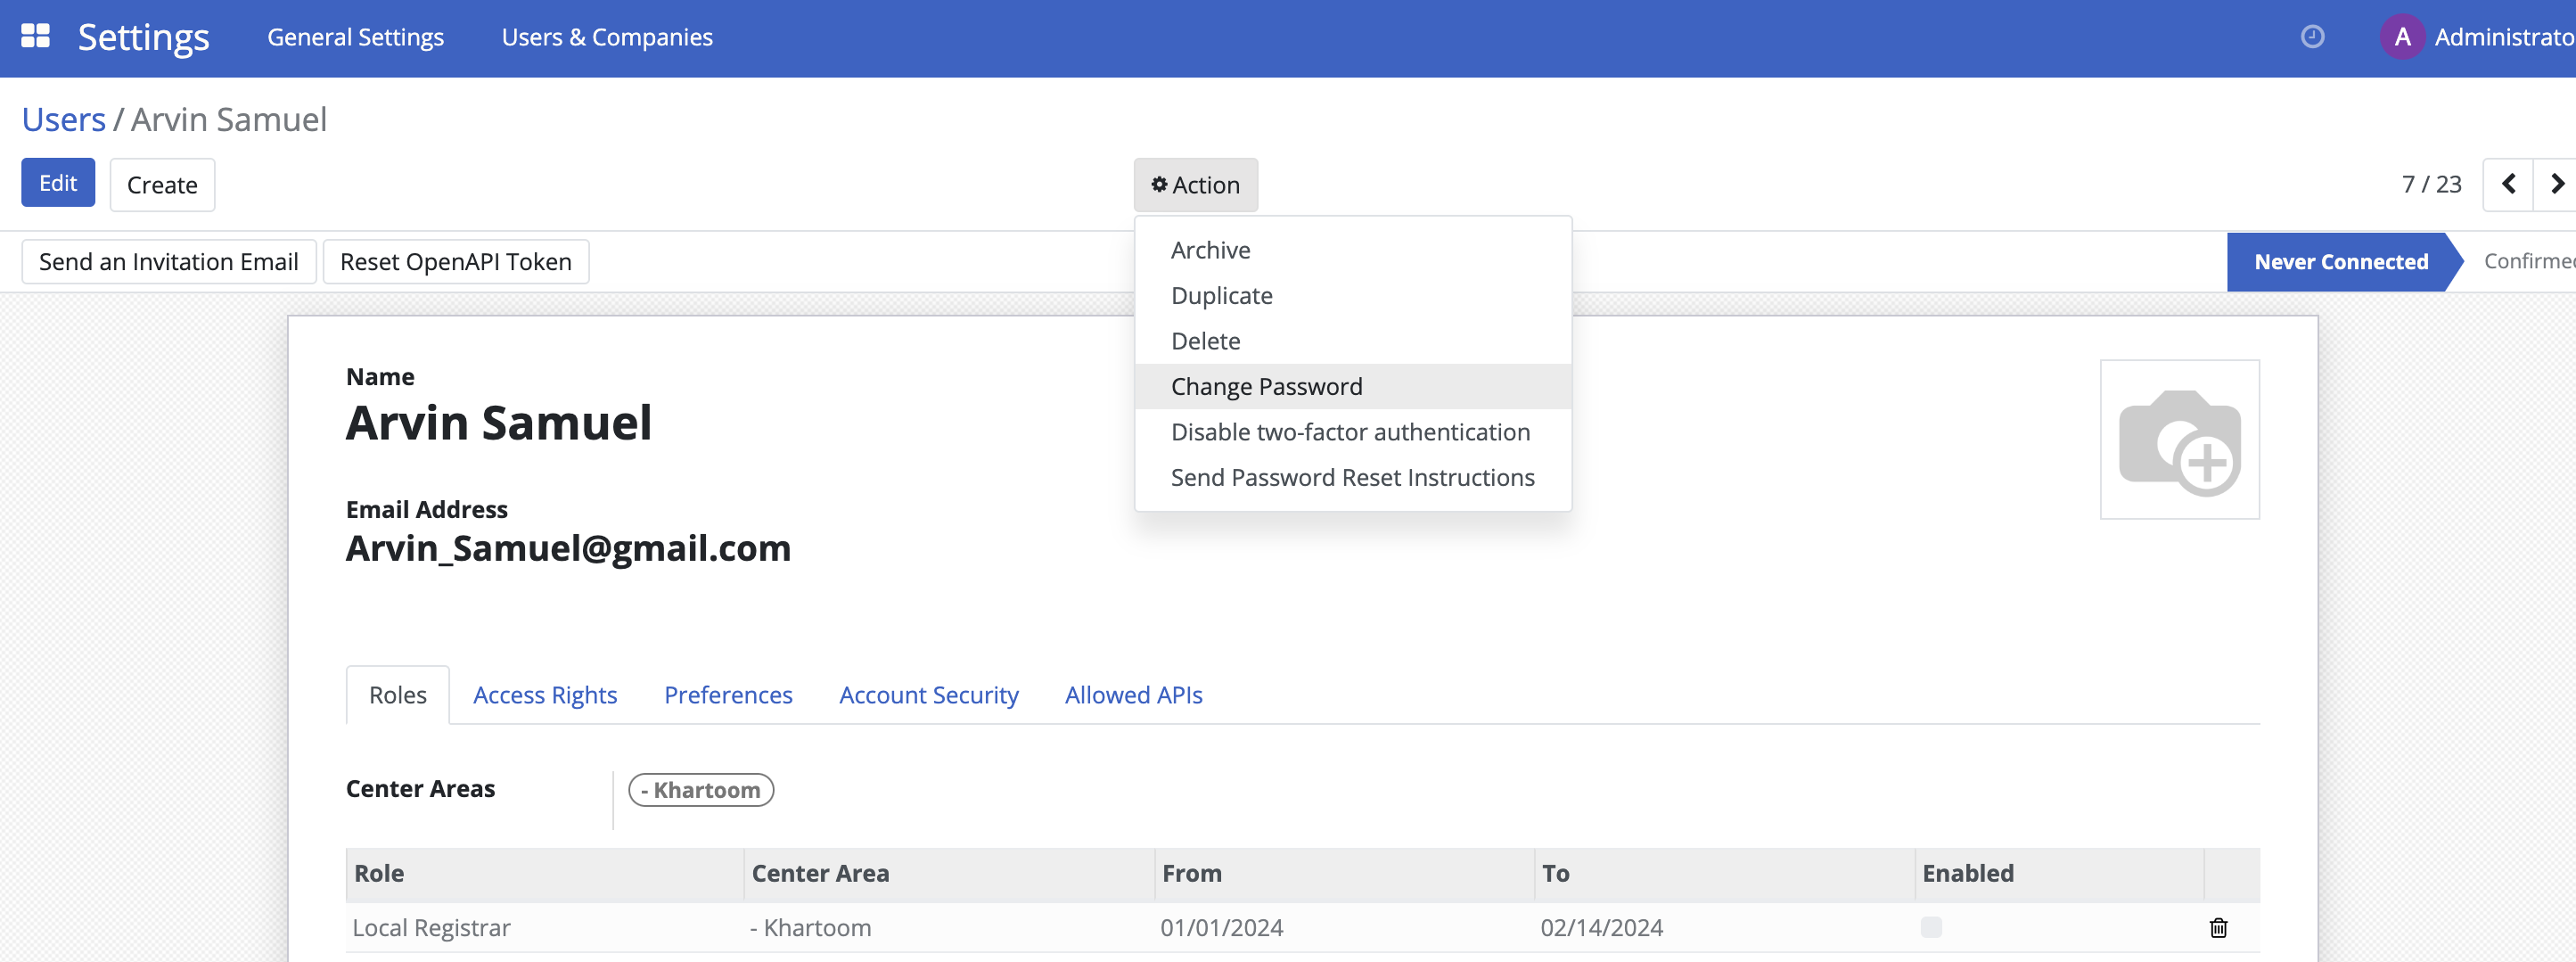 Settings General Settings Users & Companies A Administrato
Users / Arvin Samuel
Edit Create Action 7 / 23
Send an Invitation Email Reset OpenAPI Token Never Connected Confirmed
Archive
Duplicate
Delete
Change Password
Disable two-factor authentication
Send Password Reset Instructions
Name
Arvin Samuel
Email Address
Arvin_Samuel@gmail.com
Roles Access Rights Preferences Account Security Allowed APIs
Center Areas - Khartoom
Role Center Area From To Enabled
Local Registrar - Khartoom 01/01/2024 02/14/2024